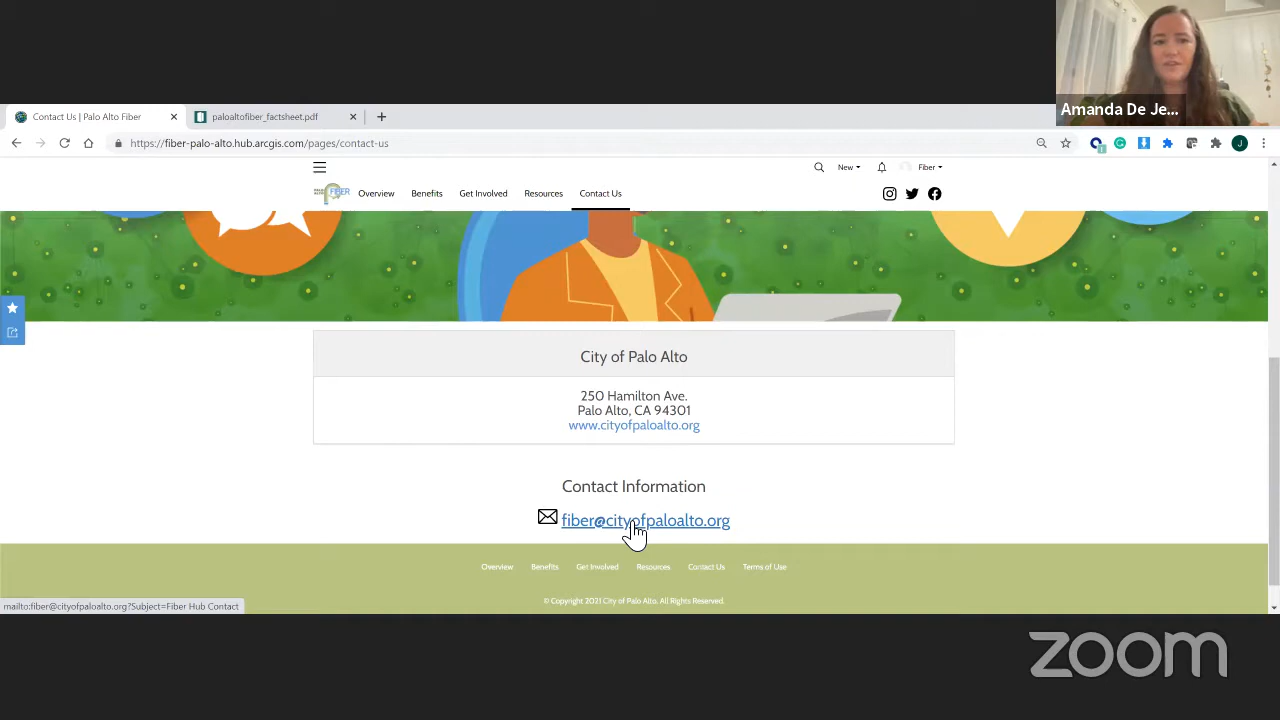 Amanda De Je...
Contact Us | Palo Alto Fiber
paloaltofiber_factsheet.pdf
https://fiber-palo-alto.hub.arcgis.com/pages/contact-us
J
New
Fiber
FIBER
Overview
Benefits
Get Involved
Resources
Contact Us
City of Palo Alto
250 Hamilton Ave.
Palo Alto, CA 94301
www.cityofpaloalto.org
Contact Information
fiber@cityofpaloalto.org
Overview
Benefits
Get Involved
Resources
Contact Us
Terms of Use
mailto:fiber@cityofpaloalto.org?Subject=Fiber Hub Contact
© Copyright 2021 City of Palo Alto. All Rights Reserved.
zoom